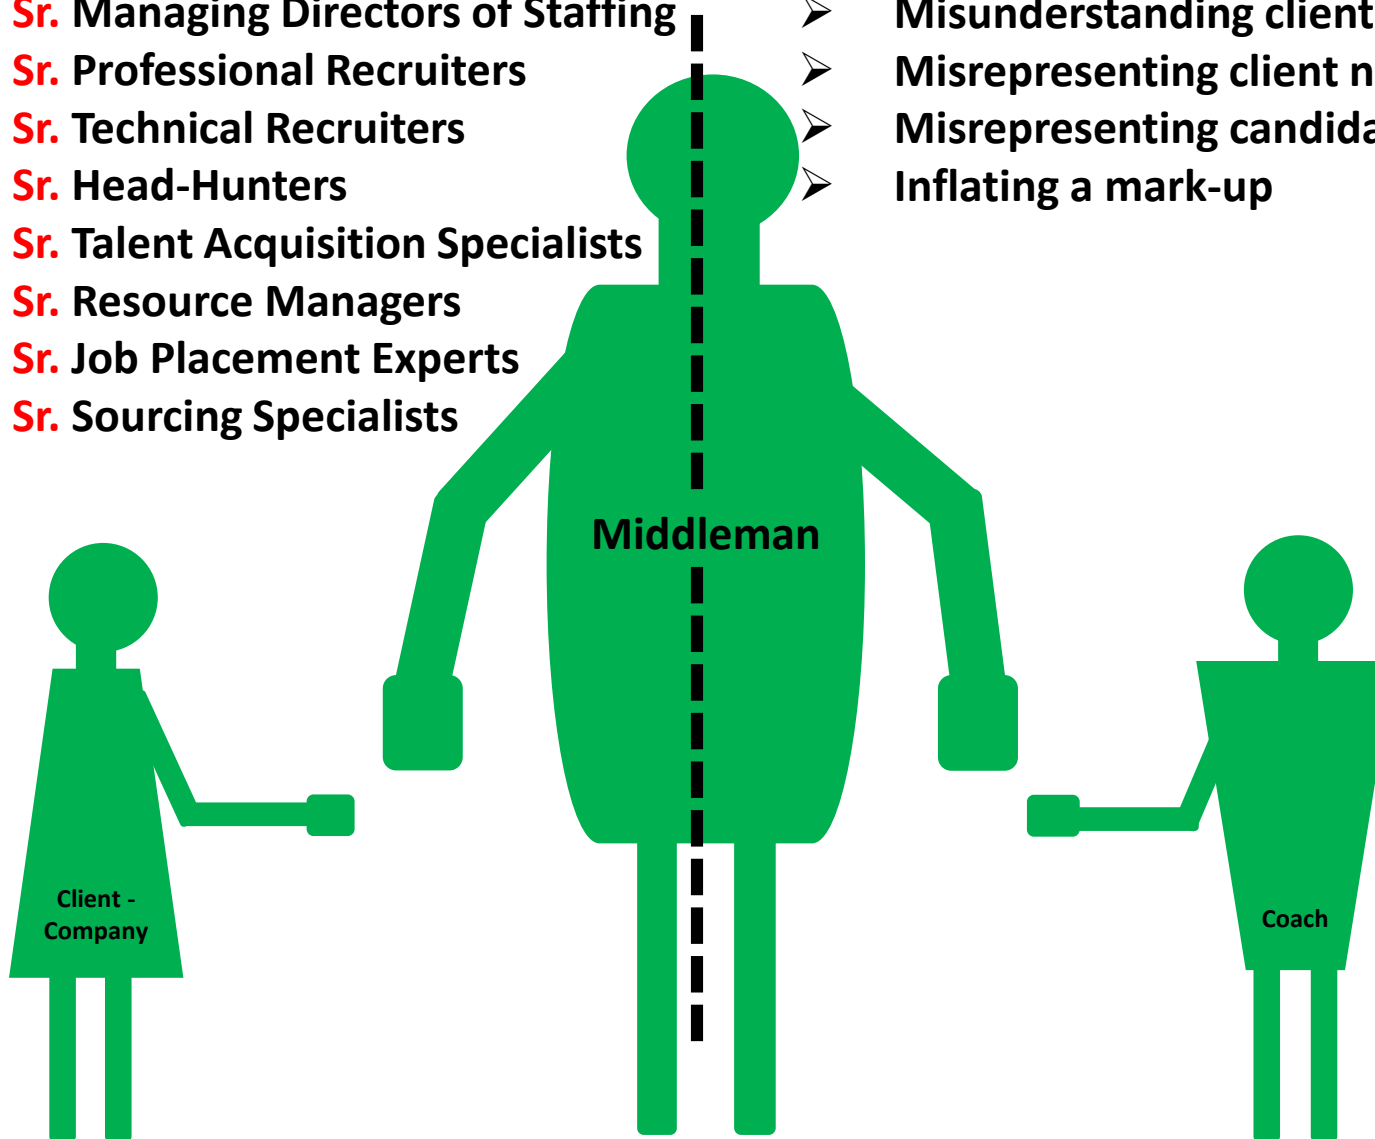 Sr. Managing Directors of Staffing
Sr. Professional Recruiters
Sr. Technical Recruiters
Sr. Head-Hunters
Sr. Talent Acquisition Specialists
Sr. Resource Managers
Sr. Job Placement Experts
Sr. Sourcing Specialists
Misunderstanding client
Misrepresenting client
Misrepresenting
Inflating a mark-up
Middleman
Client -
Company
Coach